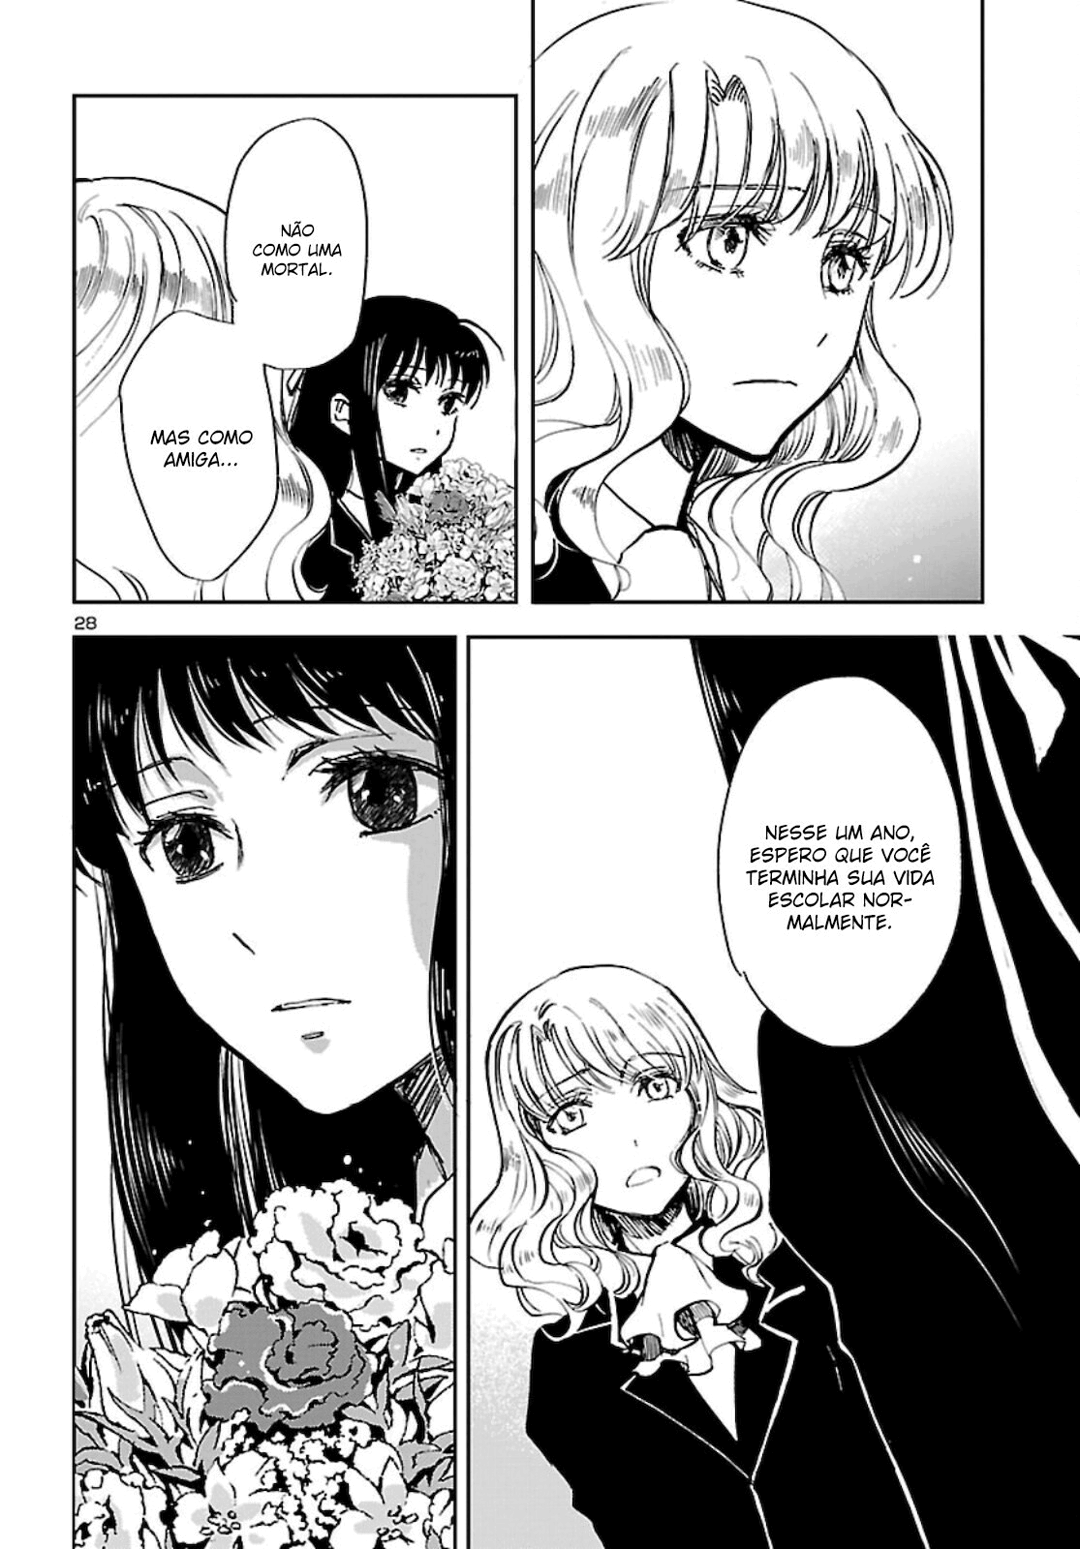 NÃO
COMO UMA
MORTAL.
MAS COMO
AMIGA...
28
NESSE UM ANO,
ESPERO QUE VOCÊ
TERMINHA SUA VIDA
ESCOLAR NOR-
MALMENTE.